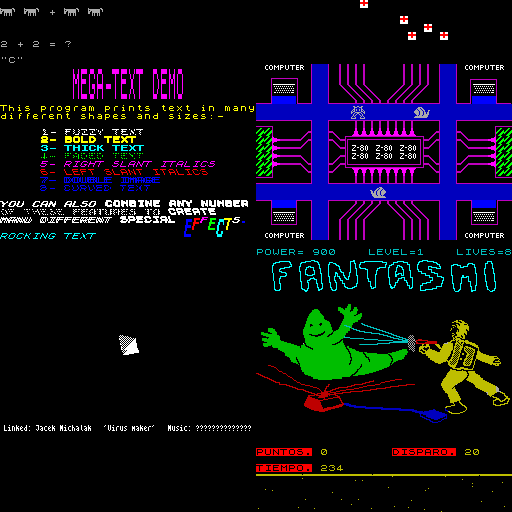 2 + 2 = ?
"C"
MEGA-TEXT DEMO
This program prints text in many
different shapes and sizes:-
1- FUZZY TEXT
2- BOLD TEXT
3- THICK TEXT
4- FADED TEXT
5- RIGHT SLANT ITALICS
6- LEFT SLANT ITALICS
7- DOUBLE IMAGE
8- CURVED TEXT
YOU CAN ALSO COMBINE ANY NUMBER
OF THESE FEATURES TO CREATE
MANY DIFFERENT SPECIAL EFFECTS.
ROCKING TEXT
Linked: Jacek Michalak "Virus maker" Music: ??????????????
COMPUTER COMPUTER
Z-80 Z-80 Z-80
Z-80 Z-80 Z-80
COMPUTER COMPUTER
POWER= 900 LEVEL=1 LIVES=8
FANTASMI
PUNTOS. 0 DISPARO. 20
TIEMPO. 234